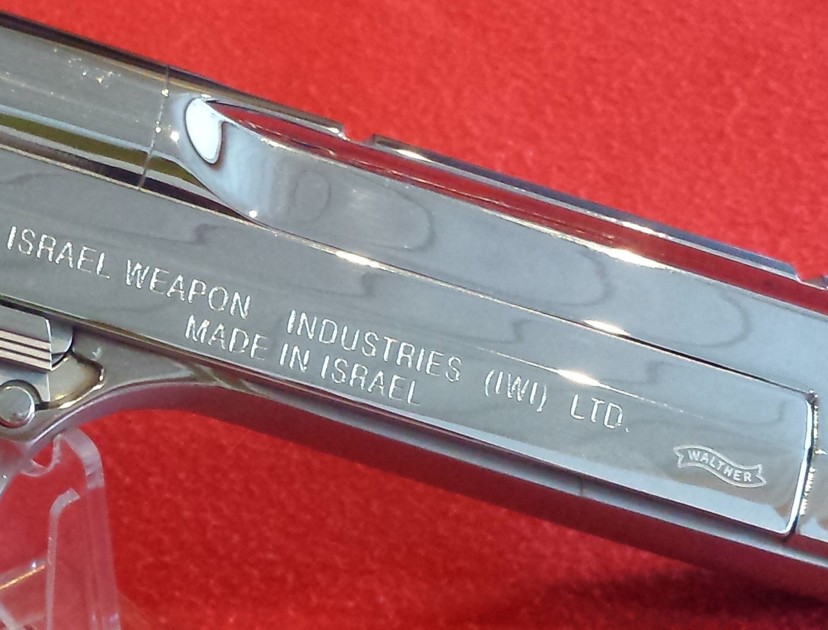 ISRAEL WEAPON INDUSTRIES (IWI) LTD.
MADE IN ISRAEL
WALTHER